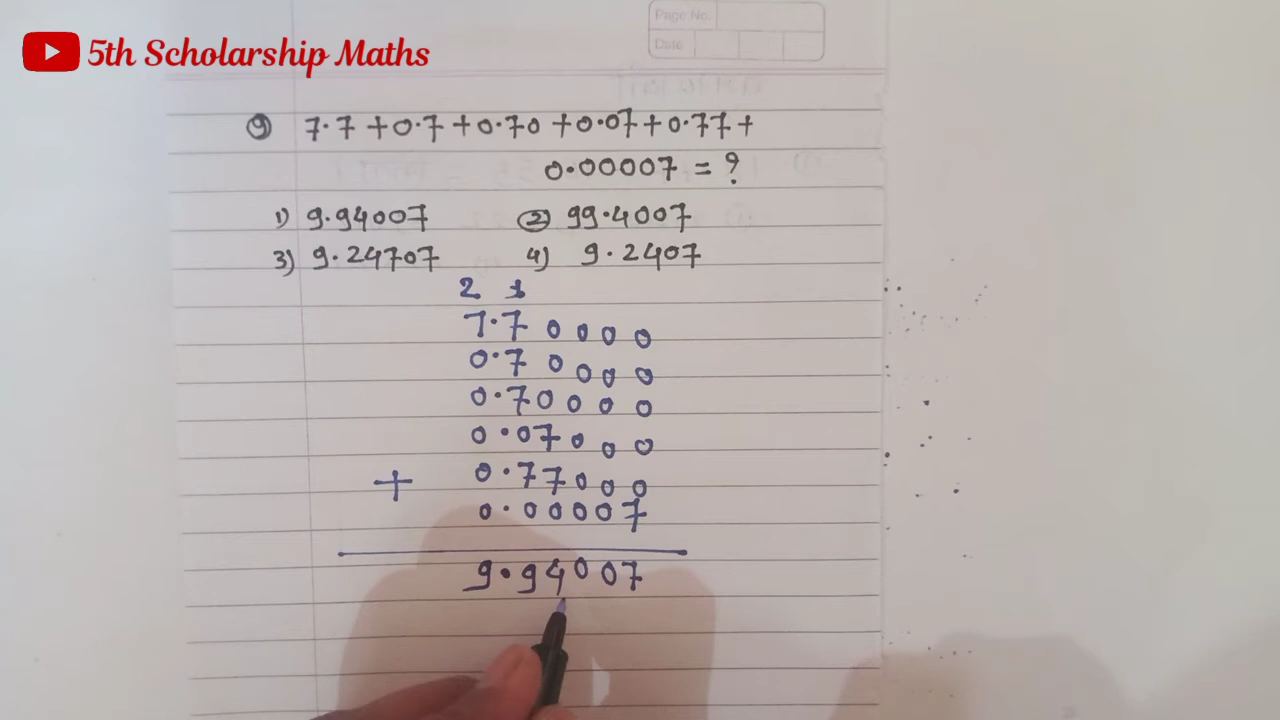 5th Scholarship Maths
Page No.
Date
9 7.7 + 0.7 + 0.70 + 0.07 + 0.77 +
0.00007 = ?
1) 9.94007 2 99.4007
3) 9.24707 4) 9.2407
2 1
7.70000
0.70000
0.70000
0.07000
+ 0.77000
0.00007
9.94007